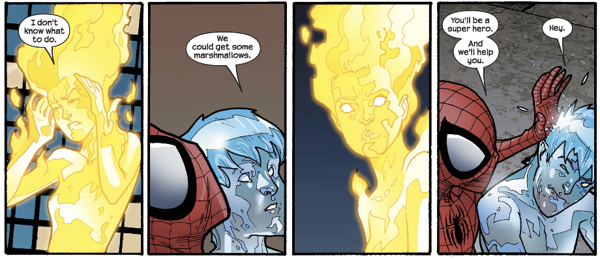 I don't
know what
to do.
We
could get some
marshmallows.
You'll be a
super hero.
And
we'll help
you.
Hey.